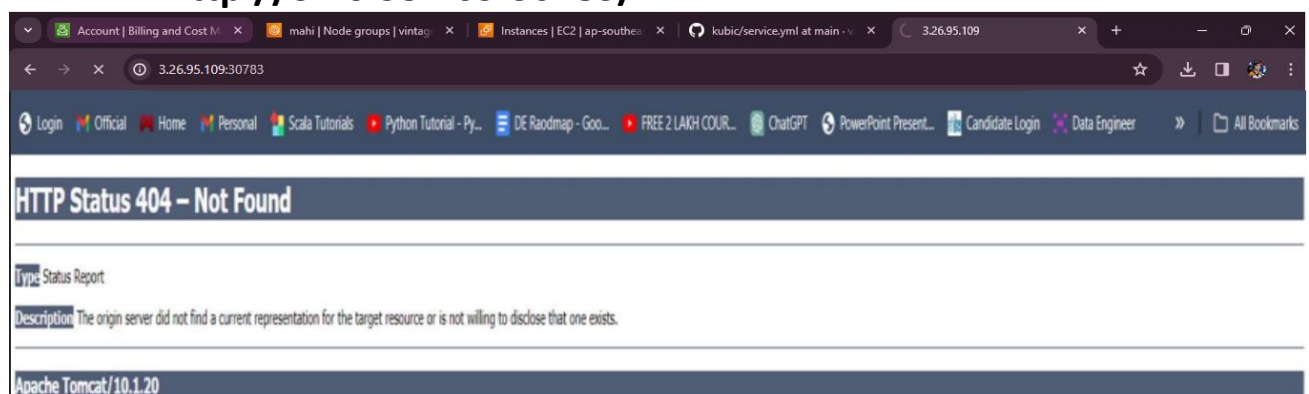 Account | Billing and Cost M
mahi | Node groups | vintag
Instances | EC2 | ap-southea
kubic/service.yml at main · v
3.26.95.109
3.26.95.109:30783
Login
Official
Home
Personal
Scala Tutorials
Python Tutorial - Py...
DE Raodmap - Goo...
FREE 2 LAKH COUR...
ChatGPT
PowerPoint Present...
Candidate Login
Data Engineer
»
All Bookmarks
HTTP Status 404 – Not Found
Type Status Report
Description The origin server did not find a current representation for the target resource or is not willing to disclose that one exists.
Apache Tomcat/10.1.20